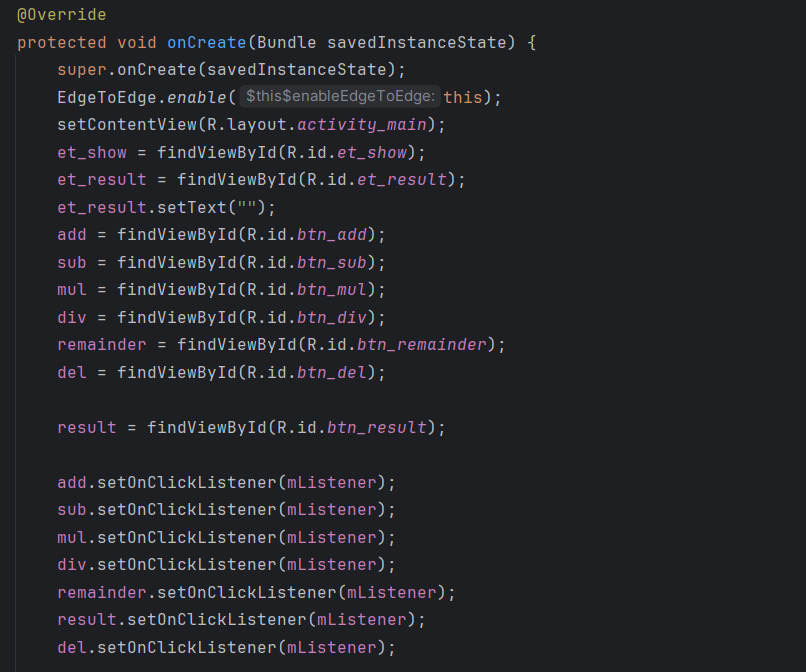 @Override
protected void onCreate(Bundle savedInstanceState) {
super.onCreate(savedInstanceState);
EdgeToEdge.enable( $this$enableEdgeToEdge: this);
setContentView(R.layout.activity_main);
et_show = findViewById(R.id.et_show);
et_result = findViewById(R.id.et_result);
et_result.setText("");
add = findViewById(R.id.btn_add);
sub = findViewById(R.id.btn_sub);
mul = findViewById(R.id.btn_mul);
div = findViewById(R.id.btn_div);
remainder = findViewById(R.id.btn_remainder);
del = findViewById(R.id.btn_del);
result = findViewById(R.id.btn_result);
add.setOnClickListener(mListener);
sub.setOnClickListener(mListener);
mul.setOnClickListener(mListener);
div.setOnClickListener(mListener);
remainder.setOnClickListener(mListener);
result.setOnClickListener(mListener);
del.setOnClickListener(mListener);